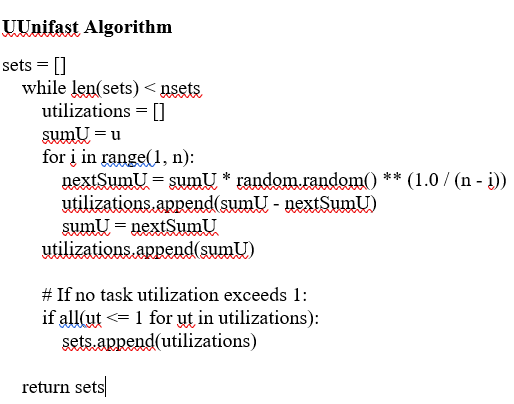 UUnifast Algorithm
sets = []
while len(sets) < nsets
utilizations = []
sumU = u
for i in range(1, n):
nextSumU = sumU * random.random() ** (1.0 / (n - i))
utilizations.append(sumU - nextSumU)
sumU = nextSumU
utilizations.append(sumU)
# If no task utilization exceeds 1:
if all(ut <= 1 for ut in utilizations):
sets.append(utilizations)
return sets